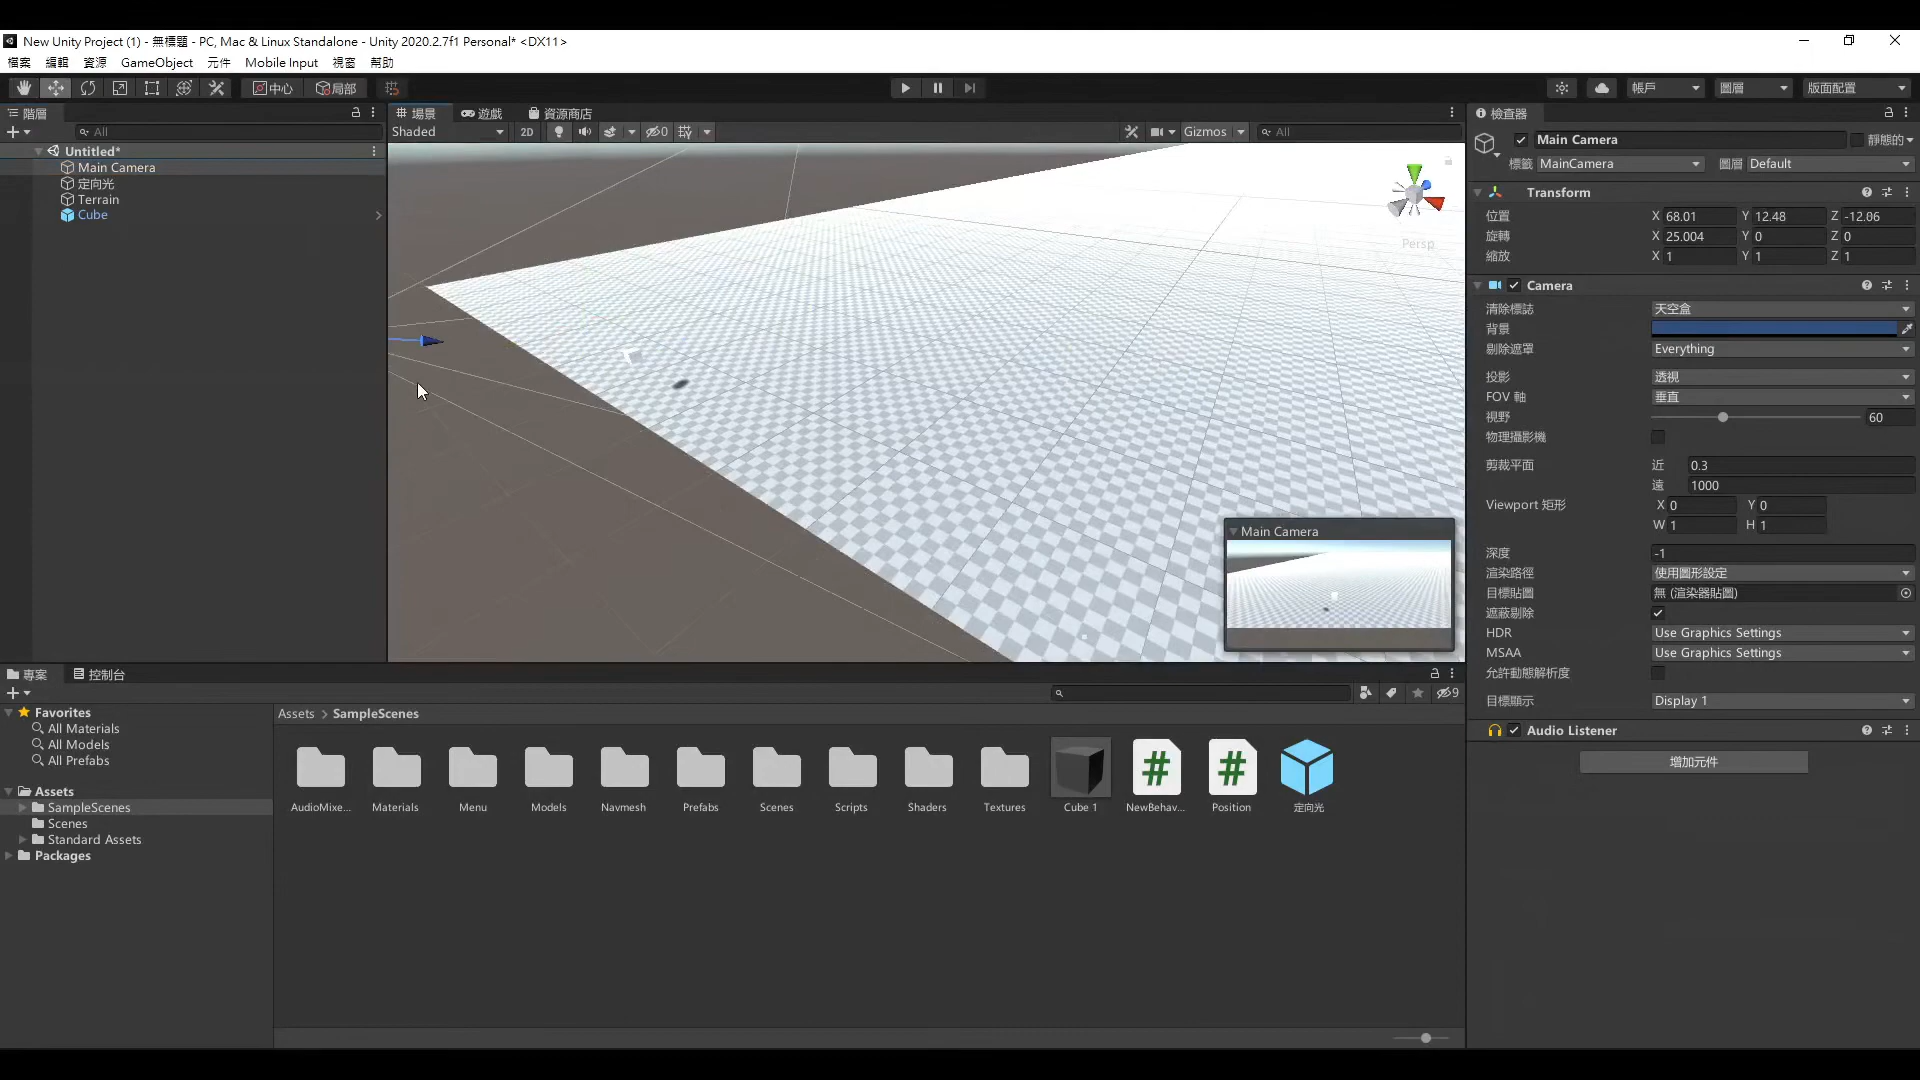 New Unity Project (1) - 無標題 - PC, Mac & Linux Standalone - Unity 2020.2.7f1 Personal* <DX11>
檔案 編輯 資源 GameObject 元件 Mobile Input 視窗 幫助
中心 局部 帳戶 圖層 版面配置
階層
All
Untitled*
Main Camera
定向光
Terrain
Cube
場景 遊戲 資源商店
Shaded 2D 0 Gizmos All
Persp
Main Camera
檢查器
Main Camera 靜態的
標籤 MainCamera 圖層 Default
Transform
位置 X 68.01 Y 12.48 Z -12.06
旋轉 X 25.004 Y 0 Z 0
縮放 X 1 Y 1 Z 1
Camera
清除標誌 天空盒
背景
剔除遮罩 Everything
投影 透視
FOV 軸 垂直
視野 60
物理攝影機
剪裁平面 近 0.3
遠 1000
Viewport 矩形 X 0 Y 0
W 1 H 1
深度 -1
渲染路徑 使用圖形設定
目標貼圖 無 (渲染器貼圖)
遮蔽剔除
HDR Use Graphics Settings
MSAA Use Graphics Settings
允許動態解析度
目標顯示 Display 1
Audio Listener
增加元件
專案 控制台
9
Favorites
All Materials
All Models
All Prefabs
Assets
SampleScenes
Scenes
Standard Assets
Packages
Assets > SampleScenes
AudioMixe... Materials Menu Models Navmesh Prefabs Scenes Scripts Shaders Textures Cube 1 NewBehav... Position 定向光